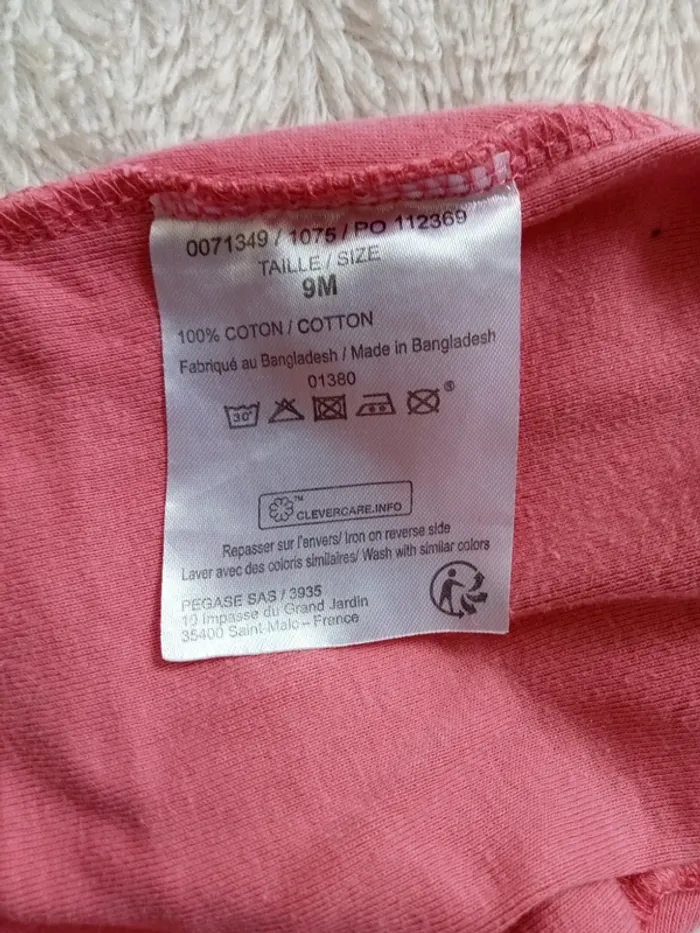 0071349 / 1075 / PO 112369
TAILLE / SIZE
9M
100% COTON / COTTON
Fabriqué au Bangladesh / Made in Bangladesh
01380
30°
®
™
CLEVERCARE.INFO
Repasser sur l'envers/ Iron on reverse side
Laver avec des coloris similaires/ Wash with similar colors
PEGASE SAS / 3935
10 Impasse du Grand Jardin
35400 Saint-Malo – France